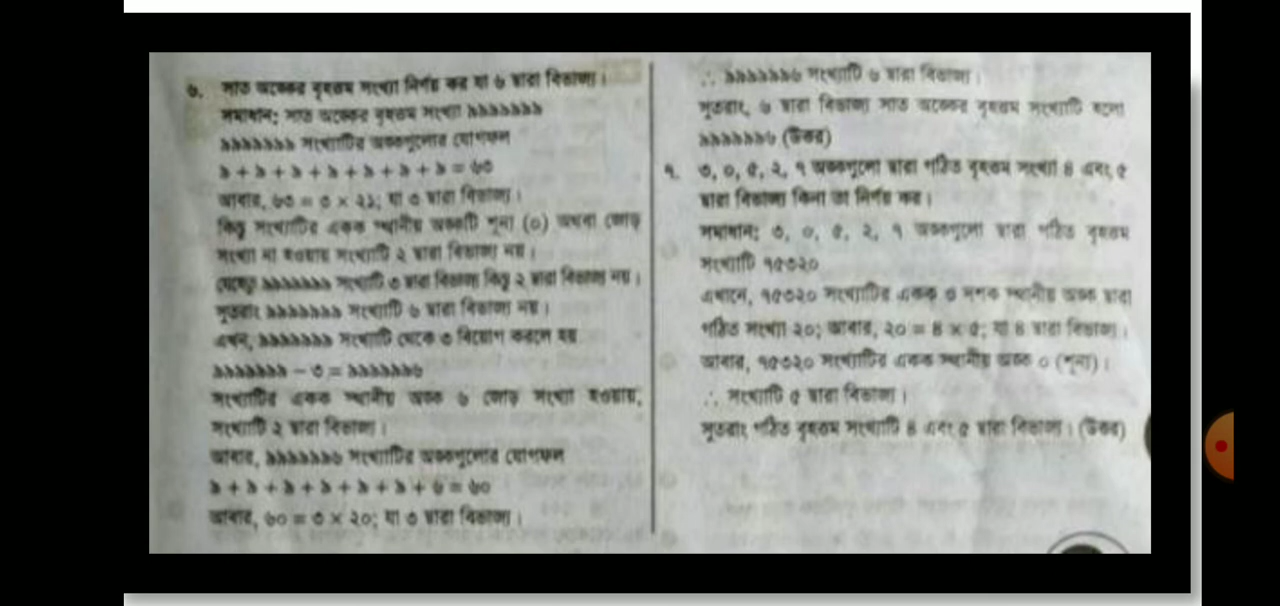 ৬. সাত অঙ্কের বৃহত্তম সংখ্যা নির্ণয় কর যা ৬ দ্বারা বিভাজ্য।
সমাধান: সাত অঙ্কের বৃহত্তম সংখ্যা ৯৯৯৯৯৯৯
৯৯৯৯৯৯৯ সংখ্যাটির অঙ্কগুলোর যোগফল
৯ + ৯ + ৯ + ৯ + ৯ + ৯ + ৯ = ৬৩
আবার, ৬৩ = ৩ × ২১; যা ৩ দ্বারা বিভাজ্য।
কিন্তু সংখ্যাটির একক স্থানীয় অঙ্কটি শূন্য (০) অথবা জোড়
সংখ্যা না হওয়ায় সংখ্যাটি ২ দ্বারা বিভাজ্য নয়।
যেহেতু ৯৯৯৯৯৯৯ সংখ্যাটি ৩ দ্বারা বিভাজ্য কিন্তু ২ দ্বারা বিভাজ্য নয়।
সুতরাং ৯৯৯৯৯৯৯ সংখ্যাটি ৬ দ্বারা বিভাজ্য নয়।
এখন, ৯৯৯৯৯৯৯ সংখ্যাটি থেকে ৩ বিয়োগ করলে হয়
৯৯৯৯৯৯৯ − ৩ = ৯৯৯৯৯৯৬
সংখ্যাটির একক স্থানীয় অঙ্ক ৬ জোড় সংখ্যা হওয়ায়,
সংখ্যাটি ২ দ্বারা বিভাজ্য।
আবার, ৯৯৯৯৯৯৬ সংখ্যাটির অঙ্কগুলোর যোগফল
৯ + ৯ + ৯ + ৯ + ৯ + ৯ + ৬ = ৬০
আবার, ৬০ = ৩ × ২০; যা ৩ দ্বারা বিভাজ্য।
∴ ৯৯৯৯৯৯৬ সংখ্যাটি ৬ দ্বারা বিভাজ্য।
সুতরাং, ৬ দ্বারা বিভাজ্য সাত অঙ্কের বৃহত্তম সংখ্যাটি হলো
৯৯৯৯৯৯৬ (উত্তর)
৭. ৩, ০, ৫, ২, ৭ অঙ্কগুলো দ্বারা গঠিত বৃহত্তম সংখ্যা ৪ এবং ৫
দ্বারা বিভাজ্য কিনা তা নির্ণয় কর।
সমাধান: ৩, ০, ৫, ২, ৭ অঙ্কগুলো দ্বারা গঠিত বৃহত্তম
সংখ্যাটি ৭৫৩২০
এখানে, ৭৫৩২০ সংখ্যাটির একক ও দশক স্থানীয় অঙ্ক দ্বারা
গঠিত সংখ্যা ২০; আবার, ২০ = ৪ × ৫; যা ৪ দ্বারা বিভাজ্য।
আবার, ৭৫৩২০ সংখ্যাটির একক স্থানীয় অঙ্ক ০ (শূন্য)।
∴ সংখ্যাটি ৫ দ্বারা বিভাজ্য।
সুতরাং গঠিত বৃহত্তম সংখ্যাটি ৪ এবং ৫ দ্বারা বিভাজ্য। (উত্তর)